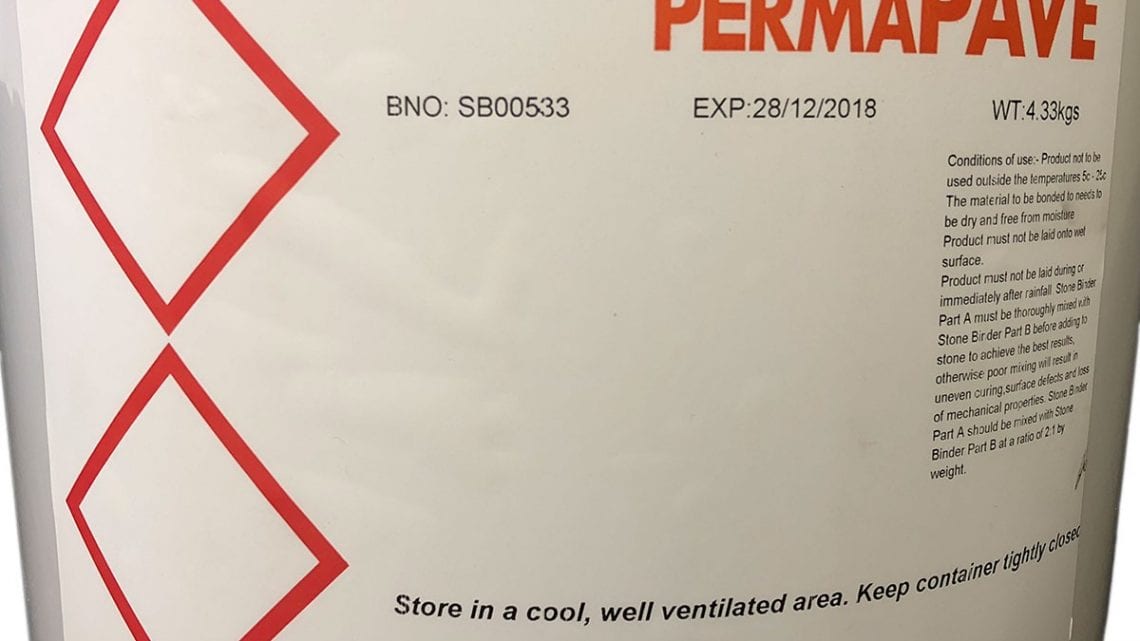 PERMAPAVE
BNO: SB00533
EXP:28/12/2018
WT:4.33kgs
Conditions of use:- Product not to be
used outside the temperatures 5c - 25c
The material to be bonded to needs to
be dry and free from moisture
Product must not be laid onto wet
surface.
Product must not be laid during or
immediately after rainfall. Stone Binder
Part A must be thoroughly mixed with
Stone Binder Part B before adding to
stone to achieve the best results,
otherwise poor mixing will result in
uneven curing,surface defects and loss
of mechanical properties. Stone Binder
Part A should be mixed with Stone
Binder Part B at a ratio of 2:1 by
weight.
Store in a cool, well ventilated area. Keep container tightly closed